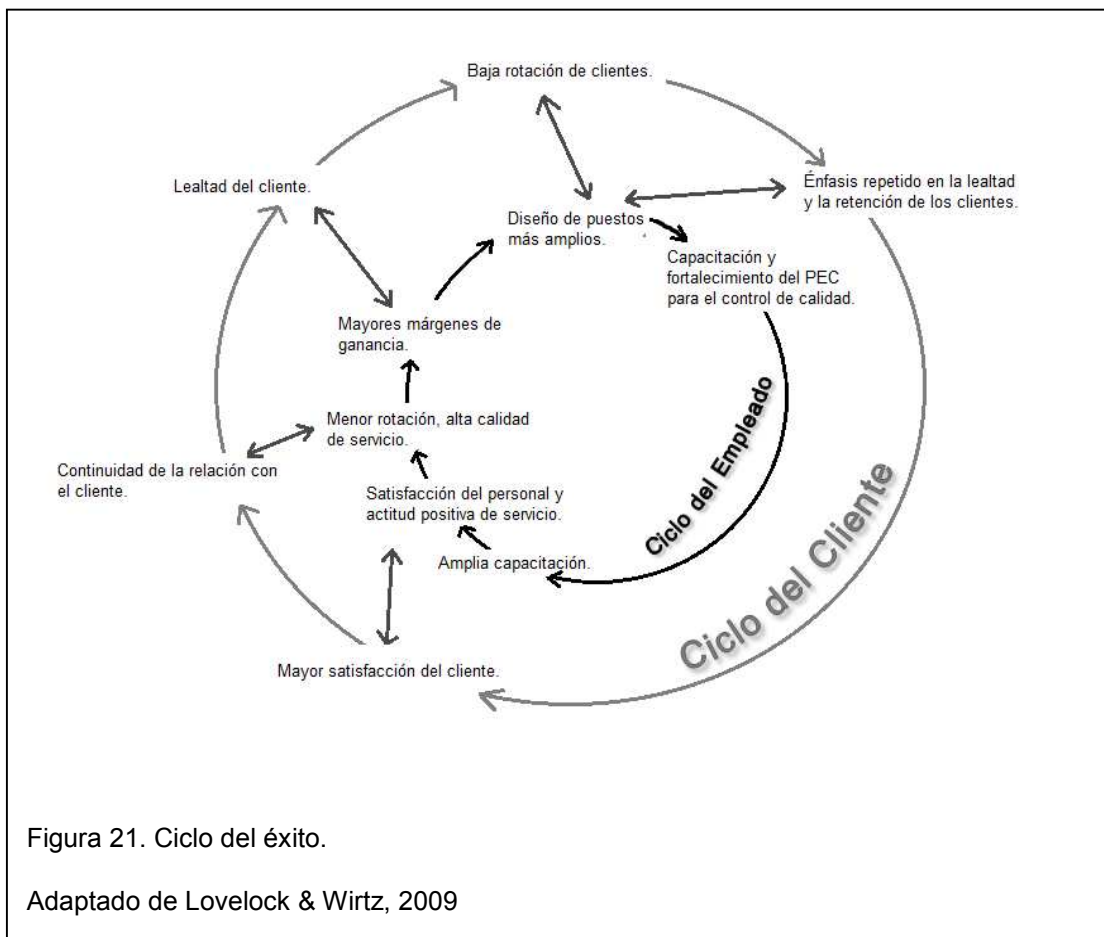 Baja rotación de clientes.
Lealtad del cliente.
Énfasis repetido en la lealtad
y la retención de los clientes.
Diseño de puestos
más amplios.
Capacitación y
fortalecimiento del PEC
para el control de calidad.
Mayores márgenes de
ganancia.
Menor rotación, alta calidad
de servicio.
Continuidad de la relación con
el cliente.
Satisfacción del personal y
actitud positiva de servicio.
Amplia capacitación.
Ciclo del Empleado
Ciclo del Cliente
Mayor satisfacción del cliente.
Figura 21. Ciclo del éxito.
Adaptado de Lovelock & Wirtz, 2009